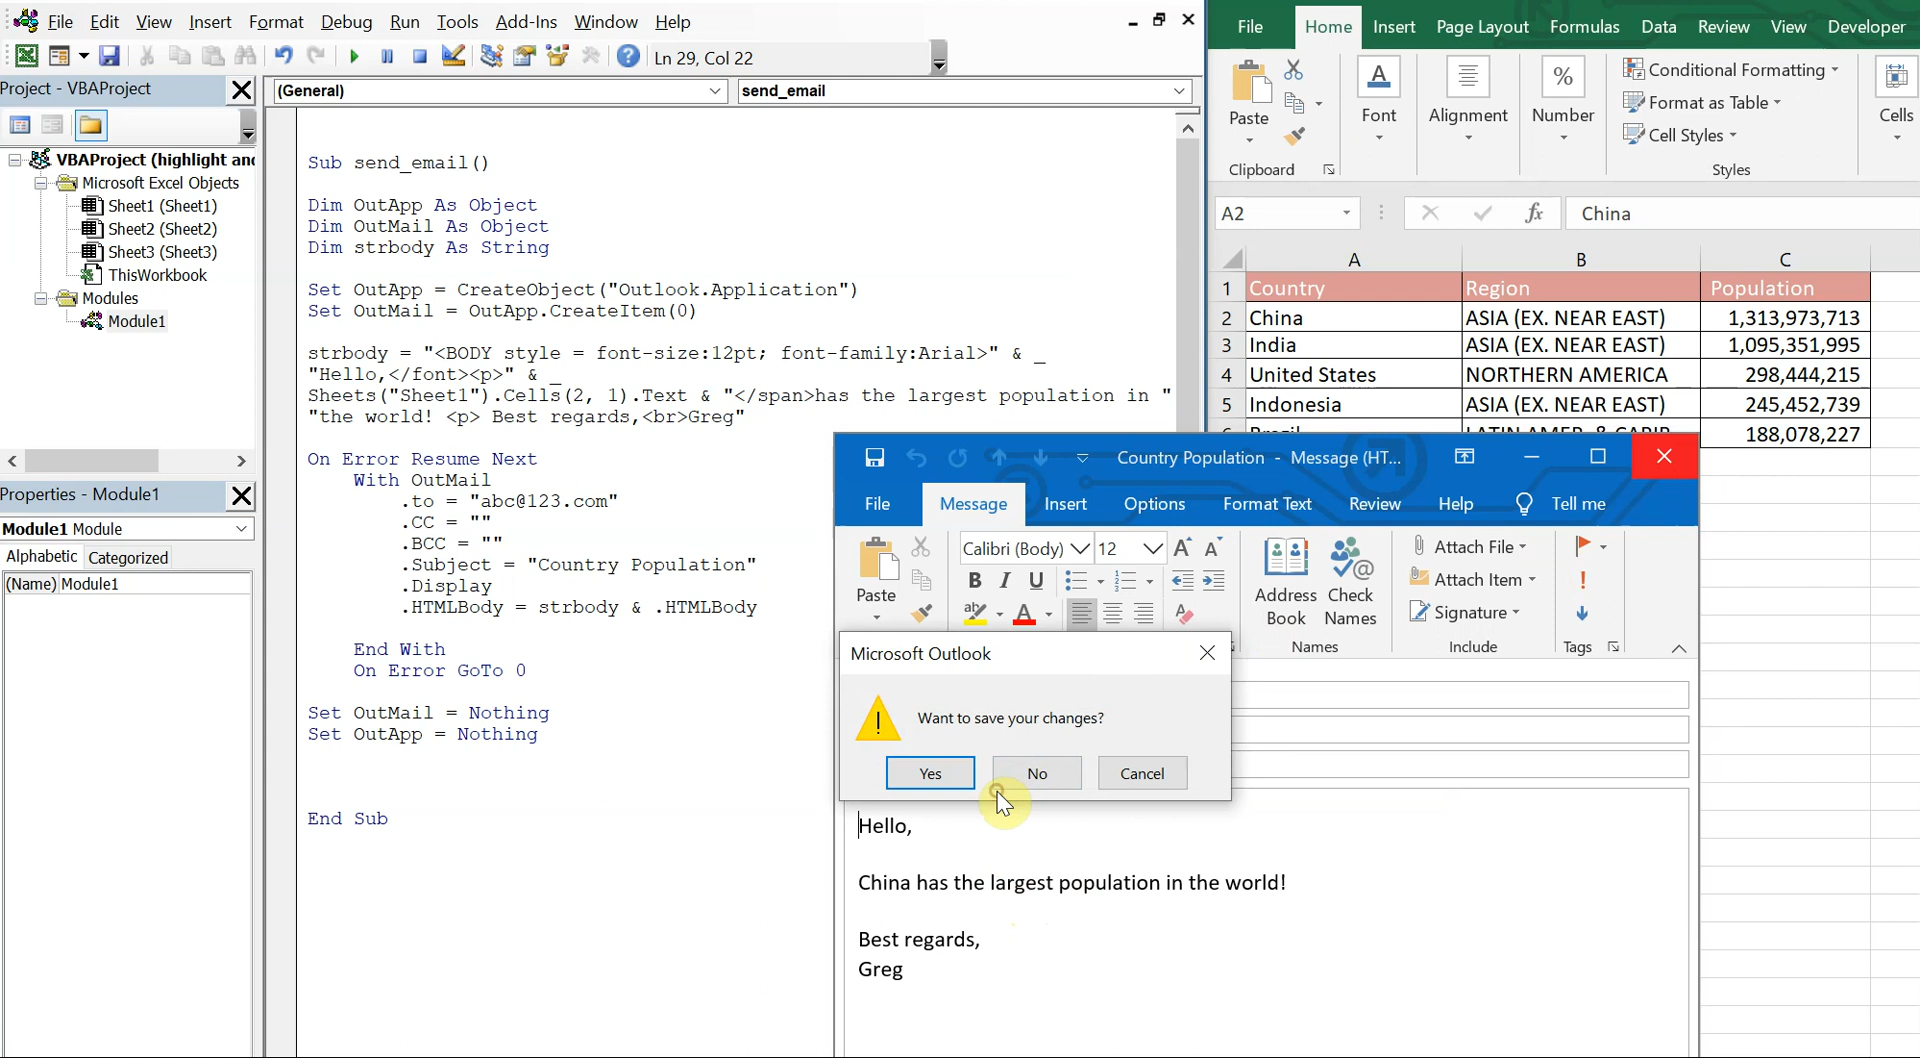 File Edit View Insert Format Debug Run Tools Add-Ins Window Help
Ln 29, Col 22
Project - VBAProject
(General)
send_email
VBAProject (highlight and
Microsoft Excel Objects
Sheet1 (Sheet1)
Sheet2 (Sheet2)
Sheet3 (Sheet3)
ThisWorkbook
Modules
Module1
Properties - Module1
Module1 Module
Alphabetic Categorized
(Name) Module1
Sub send_email()
Dim OutApp As Object
Dim OutMail As Object
Dim strbody As String
Set OutApp = CreateObject("Outlook.Application")
Set OutMail = OutApp.CreateItem(0)
strbody = "<BODY style = font-size:12pt; font-family:Arial>" & _
"Hello,</font><p>" & _
Sheets("Sheet1").Cells(2, 1).Text & "</span>has the largest population in "
"the world! <p> Best regards,<br>Greg"
On Error Resume Next
With OutMail
.to = "abc@123.com"
.CC = ""
.BCC = ""
.Subject = "Country Population"
.Display
.HTMLBody = strbody & .HTMLBody
End With
On Error GoTo 0
Set OutMail = Nothing
Set OutApp = Nothing
End Sub
File Home Insert Page Layout Formulas Data Review View Developer
Paste
Clipboard
Font
Alignment
%
Number
Conditional Formatting
Format as Table
Cell Styles
Styles
Cells
A2
fx
China
A B C
1 Country Region Population
2 China ASIA (EX. NEAR EAST) 1,313,973,713
3 India ASIA (EX. NEAR EAST) 1,095,351,995
4 United States NORTHERN AMERICA 298,444,215
5 Indonesia ASIA (EX. NEAR EAST) 245,452,739
188,078,227
Country Population - Message (HT...
File Message Insert Options Format Text Review Help Tell me
Paste
Calibri (Body) 12
B I U
Address Book
Check Names
Names
Attach File
Attach Item
Signature
Include
Tags
Microsoft Outlook
Want to save your changes?
Yes No Cancel
Hello,
China has the largest population in the world!
Best regards,
Greg